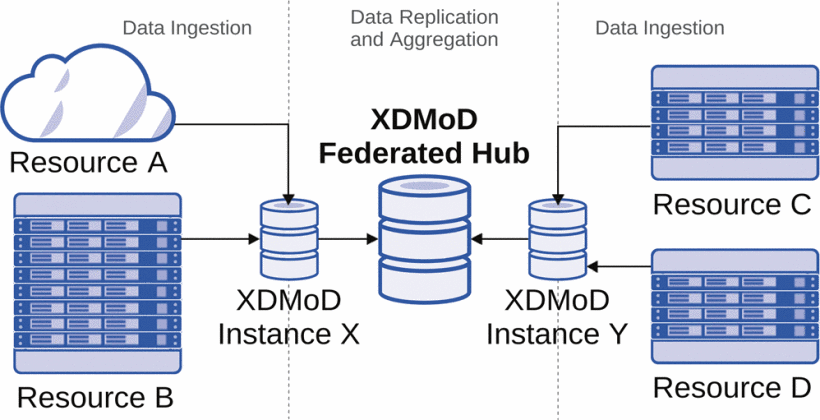 Data Ingestion
Data Replication
and Aggregation
Data Ingestion
XDMoD
Federated Hub
Resource A
Resource C
XDMoD
Instance X
XDMoD
Instance Y
Resource B
Resource D